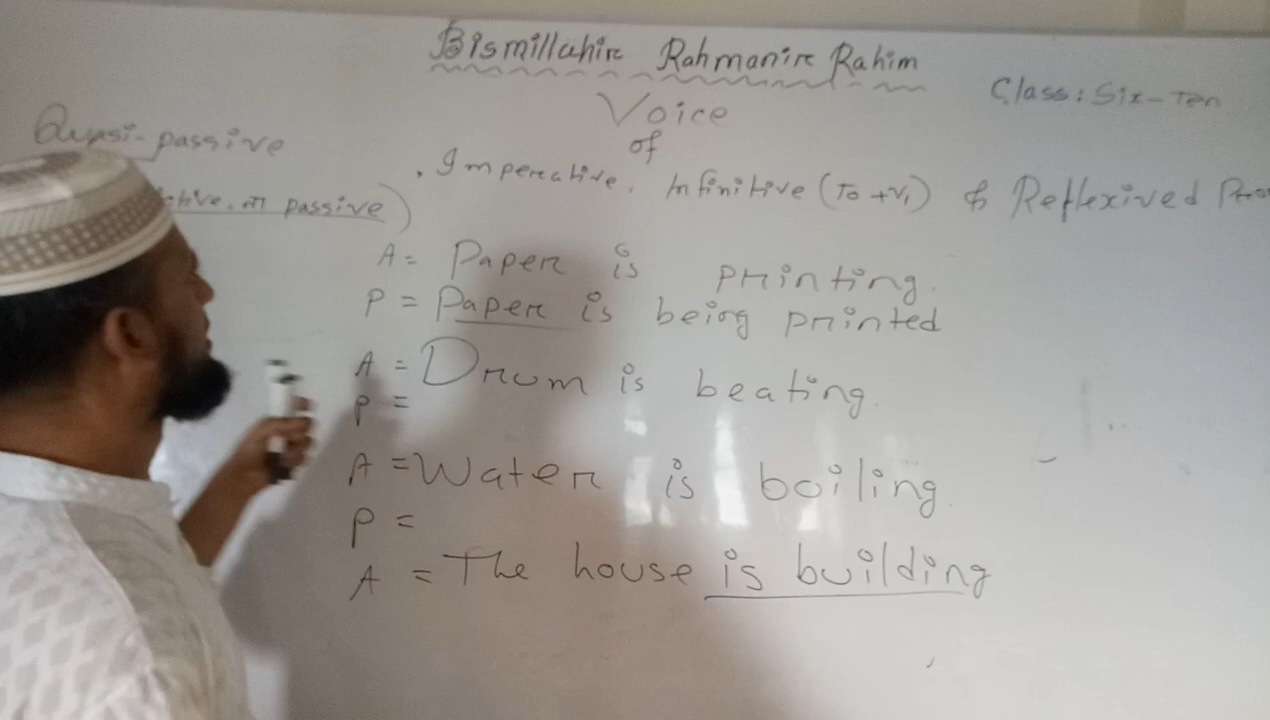 Bismillahir Rahmanir Rahim
Class: Six-Ten
Voice
of
Quasi-passive
passive)
. Imperative. Infinitive (To +V₁) & Reflexived
A = Paper is printing.
P = Paper is being printed
A = Drum is beating.
P =
A = Water is boiling
P =
A = The house is building